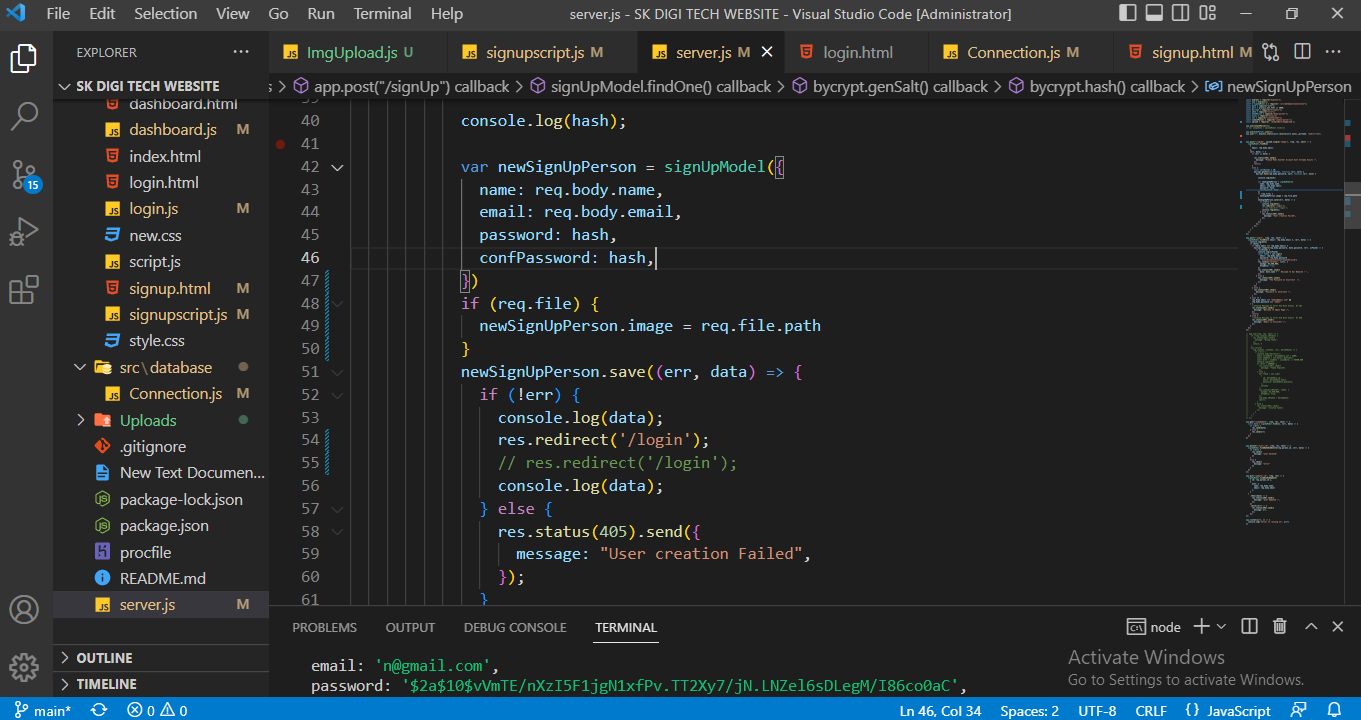 File Edit Selection View Go Run Terminal Help server.js - SK DIGI TECH WEBSITE - Visual Studio Code [Administrator]
EXPLORER ···
ImgUpload.js U signupscript.js M server.js M login.html Connection.js M signup.html M ···
SK DIGI TECH WEBSITE
s > app.post("/signUp") callback > signUpModel.findOne() callback > bycrypt.genSalt() callback > bycrypt.hash() callback > newSignUpPerson
dashboard.html
dashboard.js M
index.html
login.html
login.js M
new.css
script.js
signup.html M
signupscript.js M
style.css
src\database
Connection.js M
Uploads
.gitignore
New Text Documen...
package-lock.json
package.json
procfile
README.md
server.js M
OUTLINE
TIMELINE
15
39
40 console.log(hash);
41
42 var newSignUpPerson = signUpModel({
43 name: req.body.name,
44 email: req.body.email,
45 password: hash,
46 confPassword: hash,
47 })
48 if (req.file) {
49 newSignUpPerson.image = req.file.path
50 }
51 newSignUpPerson.save((err, data) => {
52 if (!err) {
53 console.log(data);
54 res.redirect('/login');
55 // res.redirect('/login');
56 console.log(data);
57 } else {
58 res.status(405).send({
59 message: "User creation Failed",
60 });
61 }
PROBLEMS OUTPUT DEBUG CONSOLE TERMINAL node
email: 'n@gmail.com',
password: '$2a$10$vVmTE/nXzI5F1jgN1xfPv.TT2Xy7/jN.LNZel6sDLegM/I86co0aC',
Activate Windows
Go to Settings to activate Windows.
main* 0 0 Ln 46, Col 34 Spaces: 2 UTF-8 CRLF {} JavaScript